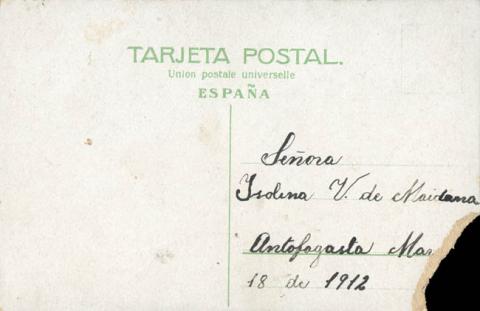 TARJETA POSTAL.
Union postale universelle
ESPAÑA
Señora
Isolina V. de Maidana
Antofagasta Mar
18 de 1912